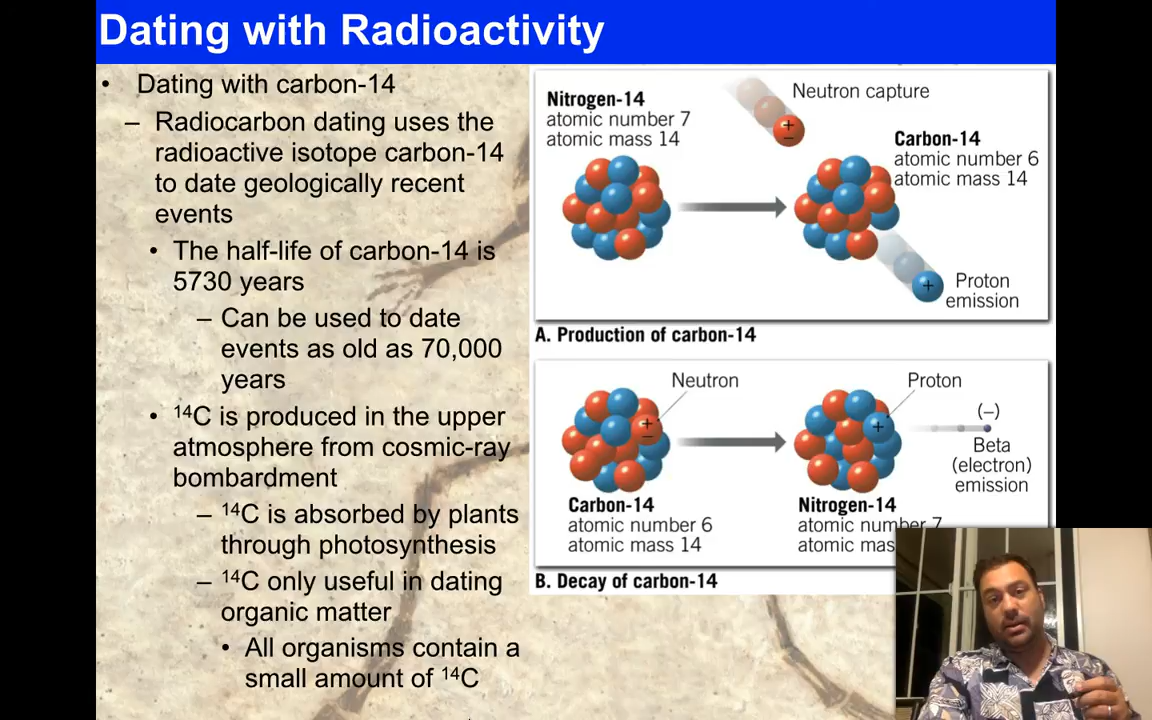 Dating with Radioactivity
• Dating with carbon-14
– Radiocarbon dating uses the
radioactive isotope carbon-14
to date geologically recent
events
• The half-life of carbon-14 is
5730 years
– Can be used to date
events as old as 70,000
years
• ¹⁴C is produced in the upper
atmosphere from cosmic-ray
bombardment
– ¹⁴C is absorbed by plants
through photosynthesis
– ¹⁴C only useful in dating
organic matter
• All organisms contain a
small amount of ¹⁴C
Nitrogen-14
atomic number 7
atomic mass 14
Neutron capture
+
−
Carbon-14
atomic number 6
atomic mass 14
+
Proton
emission
A. Production of carbon-14
Neutron
+
−
Carbon-14
atomic number 6
atomic mass 14
Proton
+
(–)
Beta
(electron)
emission
Nitrogen-14
atomic number 7
atomic mas
B. Decay of carbon-14